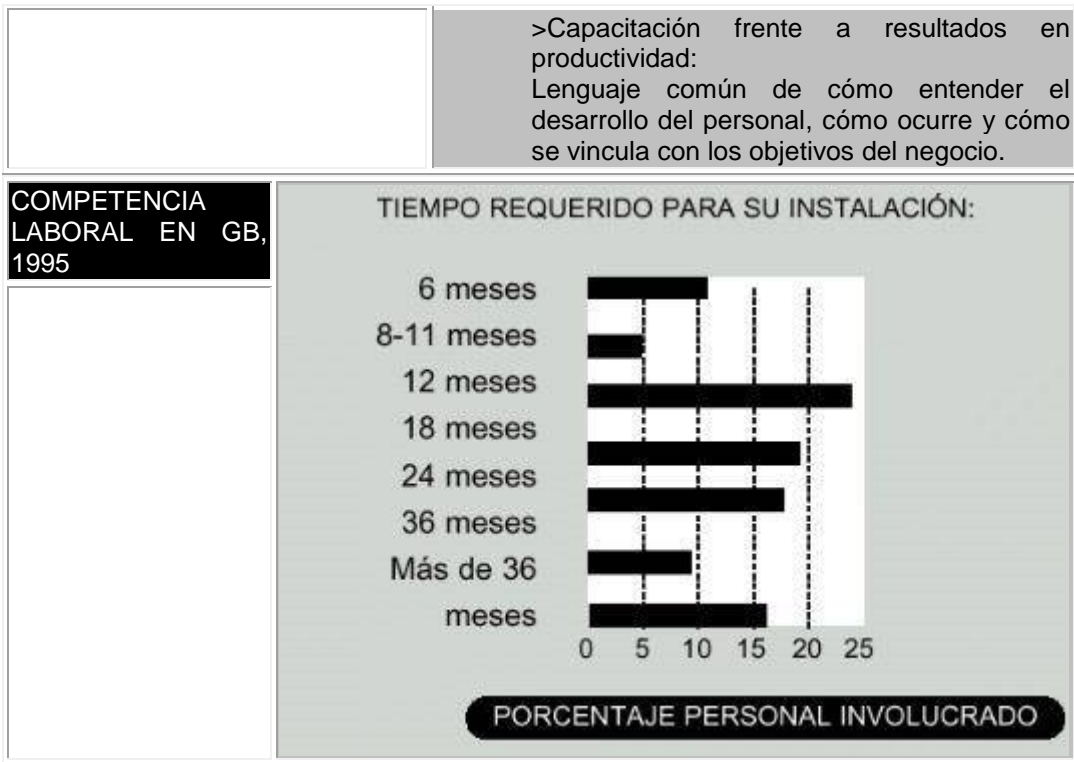 >Capacitación frente a resultados en
productividad:
Lenguaje común de cómo entender el
desarrollo del personal, cómo ocurre y cómo
se vincula con los objetivos del negocio.
COMPETENCIA
LABORAL EN GB,
1995
TIEMPO REQUERIDO PARA SU INSTALACIÓN:
6 meses
8-11 meses
12 meses
18 meses
24 meses
36 meses
Más de 36
meses
0 5 10 15 20 25
PORCENTAJE PERSONAL INVOLUCRADO